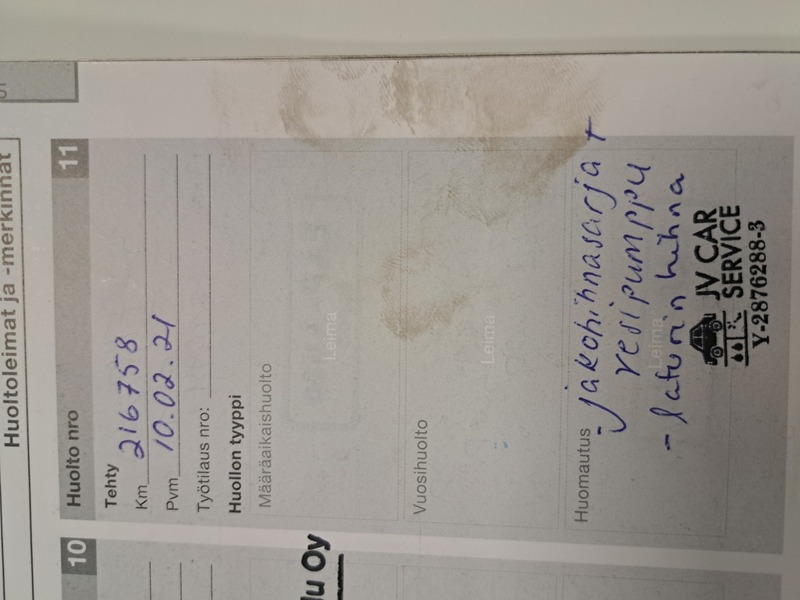 Huoltoleimat ja -merkinnät
Huolto nro 11
Tehty
Km 216758
Pvm 10.02.21
Työtilaus nro:
Huollon tyyppi
Määräaikaishuolto
Leima
Vuosihuolto
Leima
Huomautus
Leima
- jakohihnasarja +
vesipumppu
- laturin hihna
JV CAR
SERVICE
Y-2876288-3
10
lu Oy